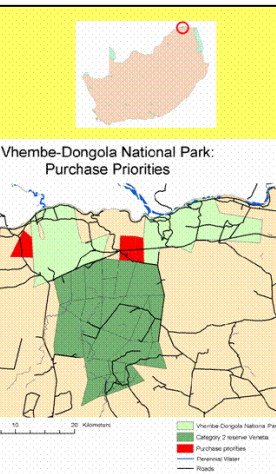 Vhembe-Dongola National Park:
Purchase Priorities
10 20 Kilometers
Vhembe-Dongola National Par
Category 2 reserve Venetia
Purchase priorities
Perennial Water
Roads